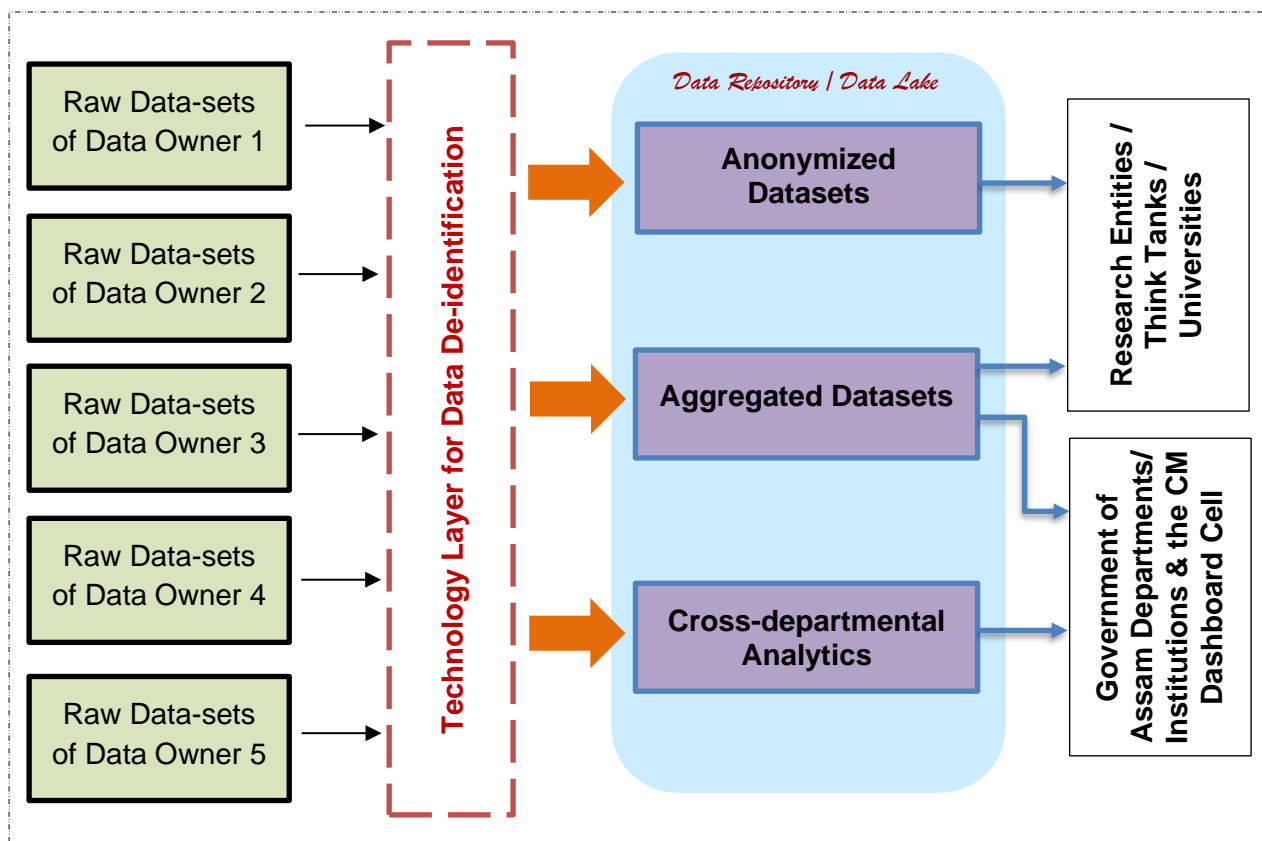 Raw Data-sets
of Data Owner 1
Raw Data-sets
of Data Owner 2
Raw Data-sets
of Data Owner 3
Raw Data-sets
of Data Owner 4
Raw Data-sets
of Data Owner 5
Technology Layer for Data De-identification
Data Repository / Data Lake
Anonymized
Datasets
Aggregated Datasets
Cross-departmental
Analytics
Research Entities /
Think Tanks /
Universities
Government of
Assam Departments/
Institutions & the CM
Dashboard Cell